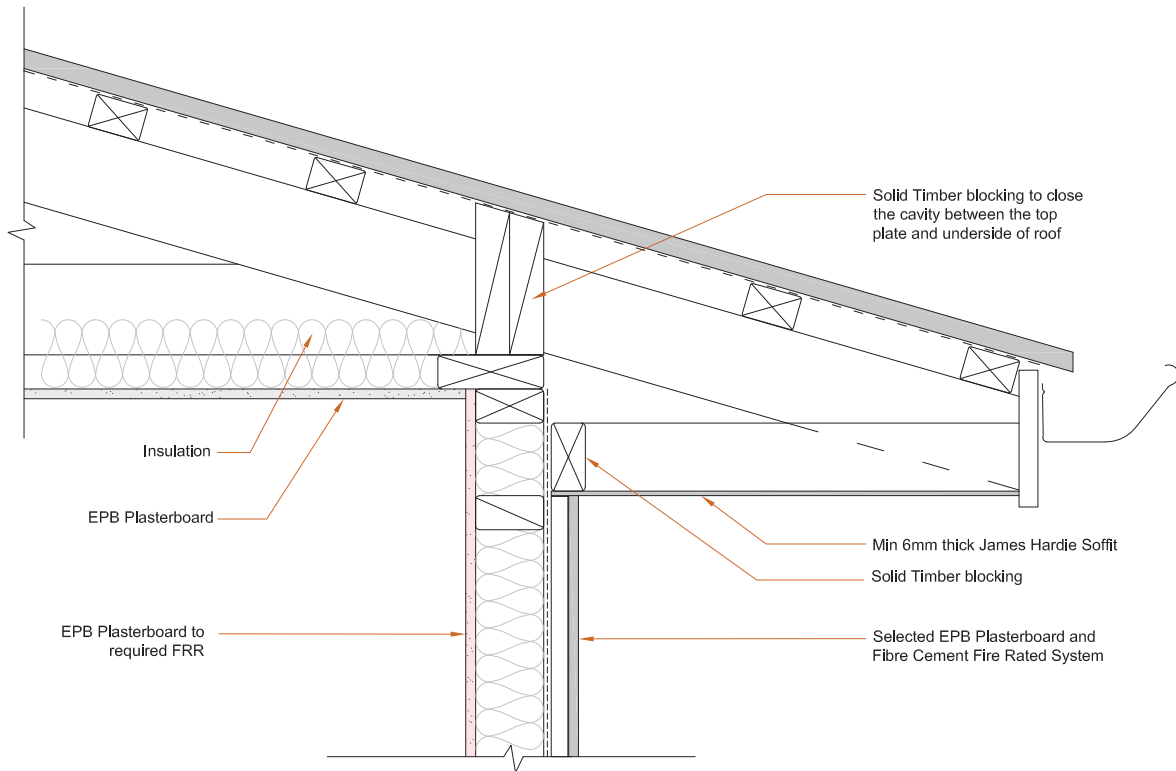 Solid Timber blocking to close
the cavity between the top
plate and underside of roof
Insulation
EPB Plasterboard
Min 6mm thick James Hardie Soffit
Solid Timber blocking
EPB Plasterboard to
required FRR
Selected EPB Plasterboard and
Fibre Cement Fire Rated System